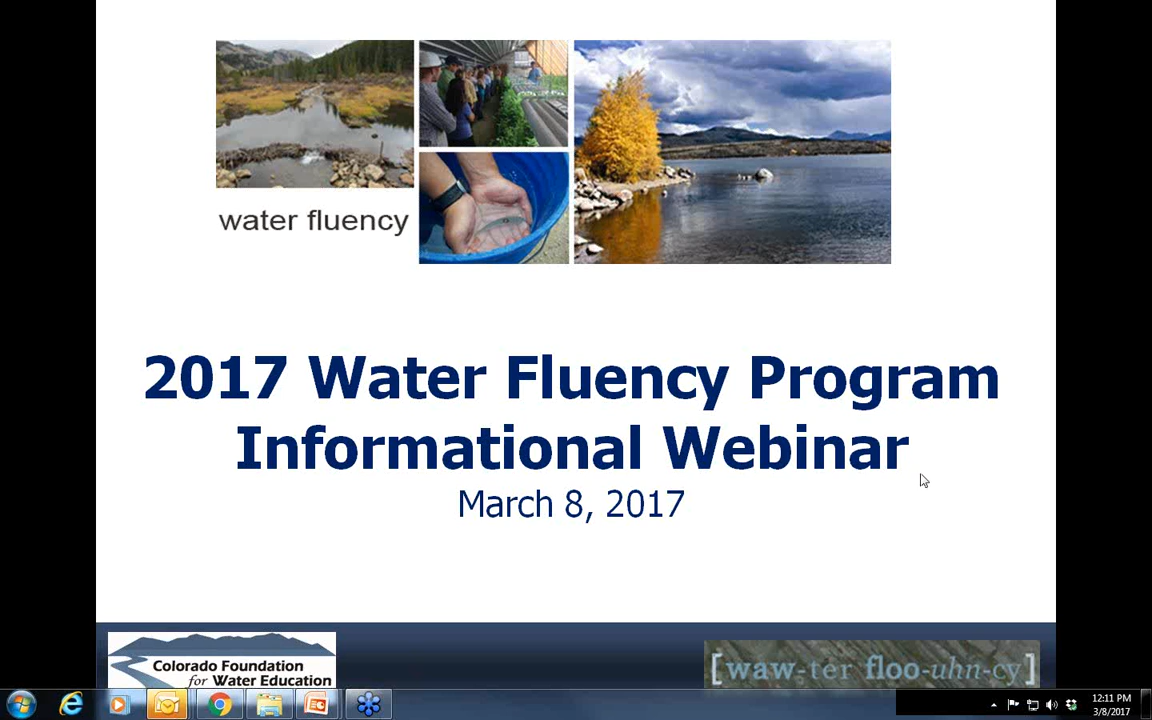 water fluency
2017 Water Fluency Program
Informational Webinar
March 8, 2017
Colorado Foundation
for Water Education
[waw-ter floo-uhn-cy]
12:11 PM
3/8/2017